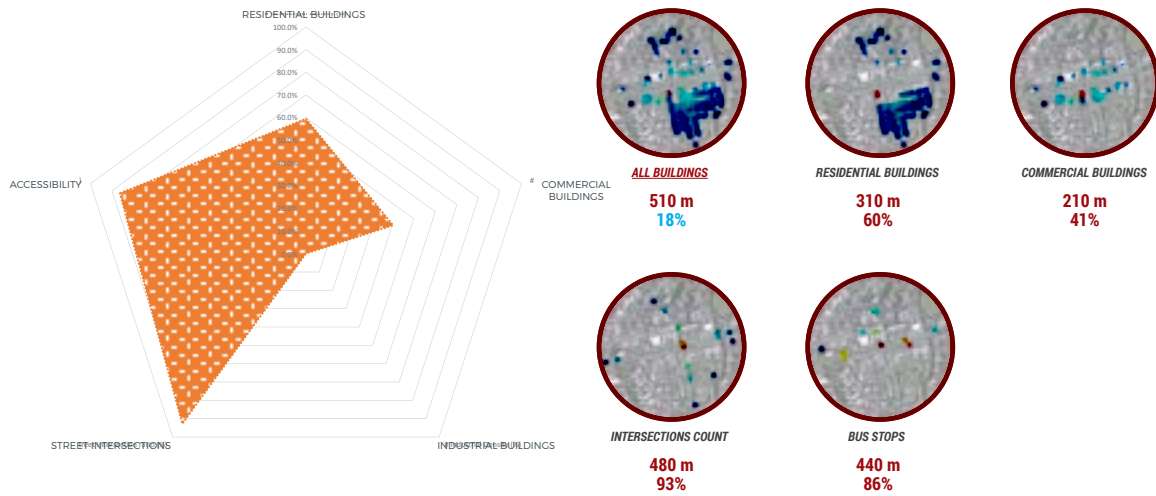 RESIDENTIAL BUILDINGS
100.0%
90.0%
80.0%
70.0%
60.0%
ACCESSIBILITY
COMMERCIAL
BUILDINGS
STREET INTERSECTIONS
INDUSTRIAL BUILDINGS
ALL BUILDINGS
510 m
18%
RESIDENTIAL BUILDINGS
310 m
60%
COMMERCIAL BUILDINGS
210 m
41%
INTERSECTIONS COUNT
480 m
93%
BUS STOPS
440 m
86%